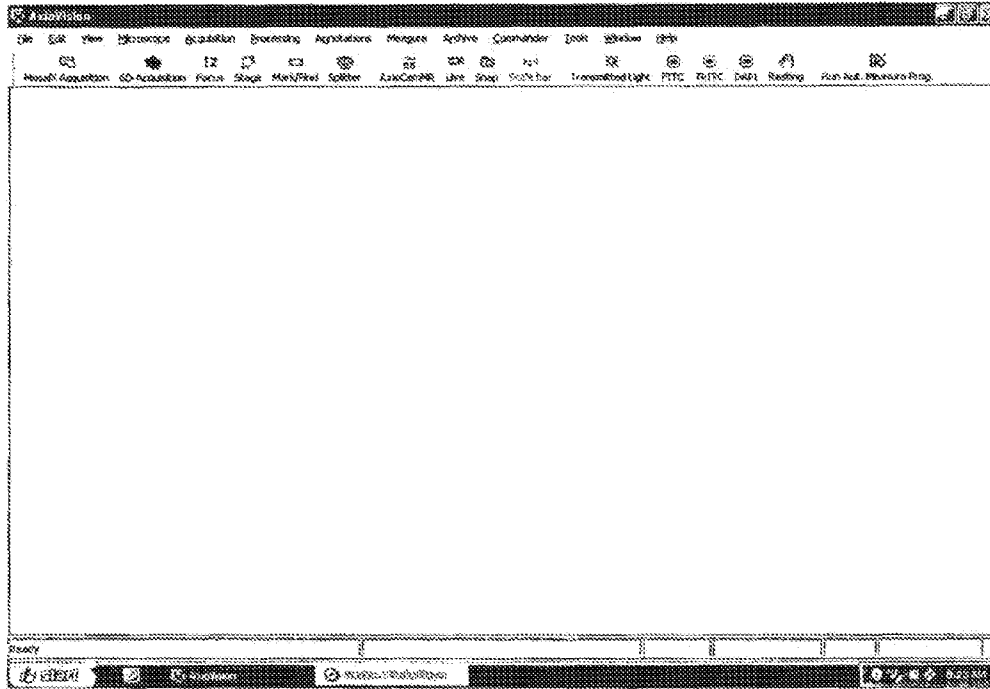 AxioVision
File Edit View Microscope Acquisition Processing Annotations Measure Archive Commander Tools Window Help
MosaiX Acquisition 6D-Acquisition Focus Stage Mark/Find Splitter AxioCamMR Live Snap Scale bar Transmitted Light FITC TRITC DAPI Resting Run Aut. Measure Prog.
Ready
AxioVision